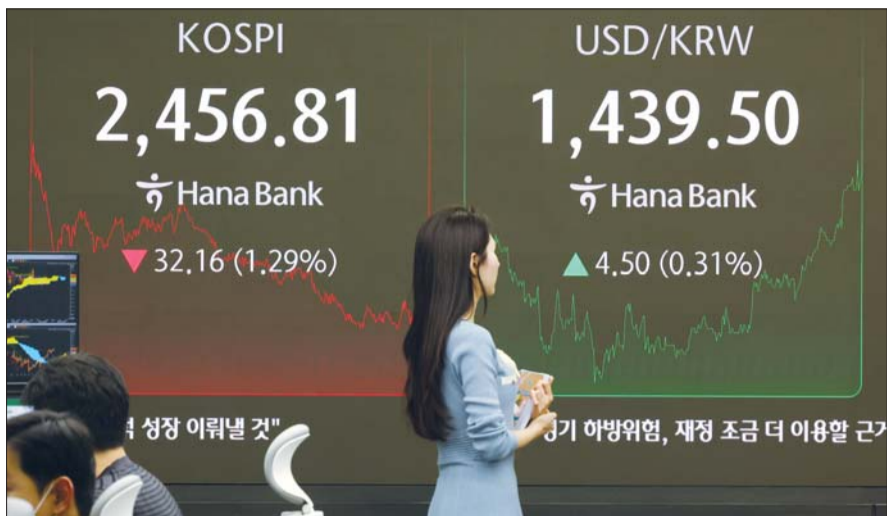 KOSPI
2,456.81
Hana Bank
▼ 32.16 (1.29%)
USD/KRW
1,439.50
Hana Bank
▲ 4.50 (0.31%)
성장 이뤄낼 것"
하방위험, 재정 조금 더 이용할